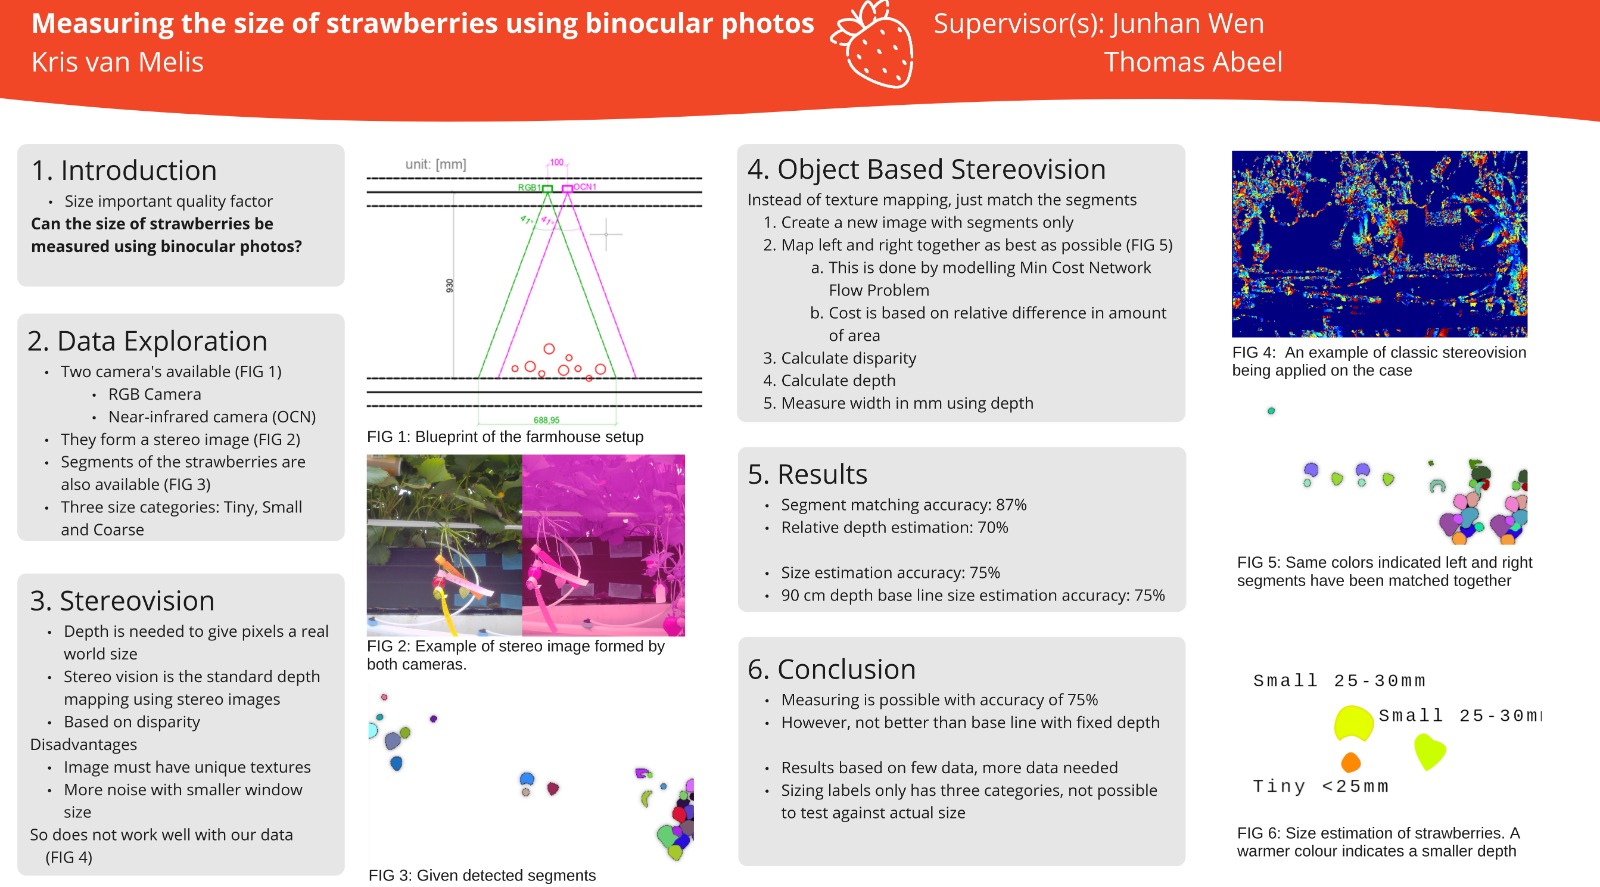 Measuring the size of strawberries using binocular photos
Kris van Melis
Supervisor(s): Junhan Wen
Thomas Abeel
1. Introduction
• Size important quality factor
Can the size of strawberries be
measured using binocular photos?
2. Data Exploration
• Two camera's available (FIG 1)
• RGB Camera
• Near-infrared camera (OCN)
• They form a stereo image (FIG 2)
• Segments of the strawberries are
also available (FIG 3)
• Three size categories: Tiny, Small
and Coarse
3. Stereovision
• Depth is needed to give pixels a real
world size
• Stereo vision is the standard depth
mapping using stereo images
• Based on disparity
Disadvantages
• Image must have unique textures
• More noise with smaller window
size
So does not work well with our data
(FIG 4)
unit: [mm]
100
RGB1
OCN1
41°
41°
930
688,95
FIG 1: Blueprint of the farmhouse setup
FIG 2: Example of stereo image formed by
both cameras.
FIG 3: Given detected segments
4. Object Based Stereovision
Instead of texture mapping, just match the segments
1. Create a new image with segments only
2. Map left and right together as best as possible (FIG 5)
a. This is done by modelling Min Cost Network
Flow Problem
b. Cost is based on relative difference in amount
of area
3. Calculate disparity
4. Calculate depth
5. Measure width in mm using depth
5. Results
• Segment matching accuracy: 87%
• Relative depth estimation: 70%
• Size estimation accuracy: 75%
• 90 cm depth base line size estimation accuracy: 75%
6. Conclusion
• Measuring is possible with accuracy of 75%
• However, not better than base line with fixed depth
• Results based on few data, more data needed
• Sizing labels only has three categories, not possible
to test against actual size
FIG 4: An example of classic stereovision
being applied on the case
FIG 5: Same colors indicated left and right
segments have been matched together
Small 25-30mm
Small 25-30m
Tiny <25mm
FIG 6: Size estimation of strawberries. A
warmer colour indicates a smaller depth